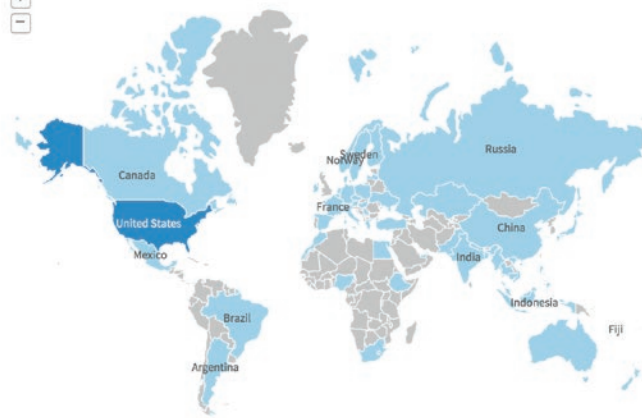 Canada
United States
Mexico
Brazil
Argentina
Norway
Sweden
France
Russia
China
India
Indonesia
Fiji